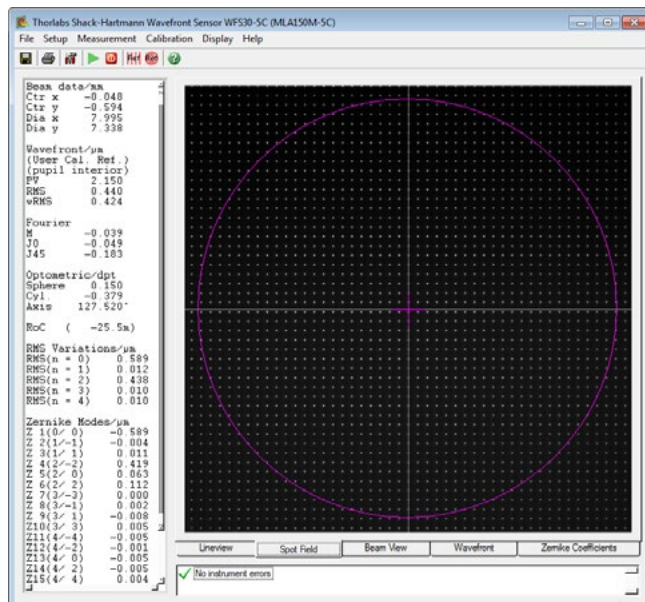 Thorlabs Shack-Hartmann Wavefront Sensor WFS30-5C (MLA150M-5C)
File Setup Measurement Calibration Display Help
Beam data/mm
Ctr x -0.048
Ctr y -0.594
Dia x 7.995
Dia y 7.338
Wavefront/µm
(User Cal. Ref.)
(pupil interior)
PV 2.150
RMS 0.440
wRMS 0.424
Fourier
M -0.039
J0 -0.049
J45 -0.183
Optometric/dpt
Sphere 0.150
Cyl. -0.379
Axis 127.520°
RoC ( -25.5m)
RMS Variations/µm
RMS(n = 0) 0.589
RMS(n = 1) 0.012
RMS(n = 2) 0.438
RMS(n = 3) 0.010
RMS(n = 4) 0.010
Zernike Modes/µm
Z 1(0/ 0) -0.589
Z 2(1/-1) -0.004
Z 3(1/ 1) 0.011
Z 4(2/-2) 0.419
Z 5(2/ 0) 0.063
Z 6(2/ 2) 0.112
Z 7(3/-3) 0.000
Z 8(3/-1) 0.002
Z 9(3/ 1) -0.008
Z10(3/ 3) 0.005
Z11(4/-4) -0.005
Z12(4/-2) -0.001
Z13(4/ 0) -0.005
Z14(4/ 2) -0.005
Z15(4/ 4) 0.004
Lineview Spot Field Beam View Wavefront Zernike Coefficients
No instrument errors